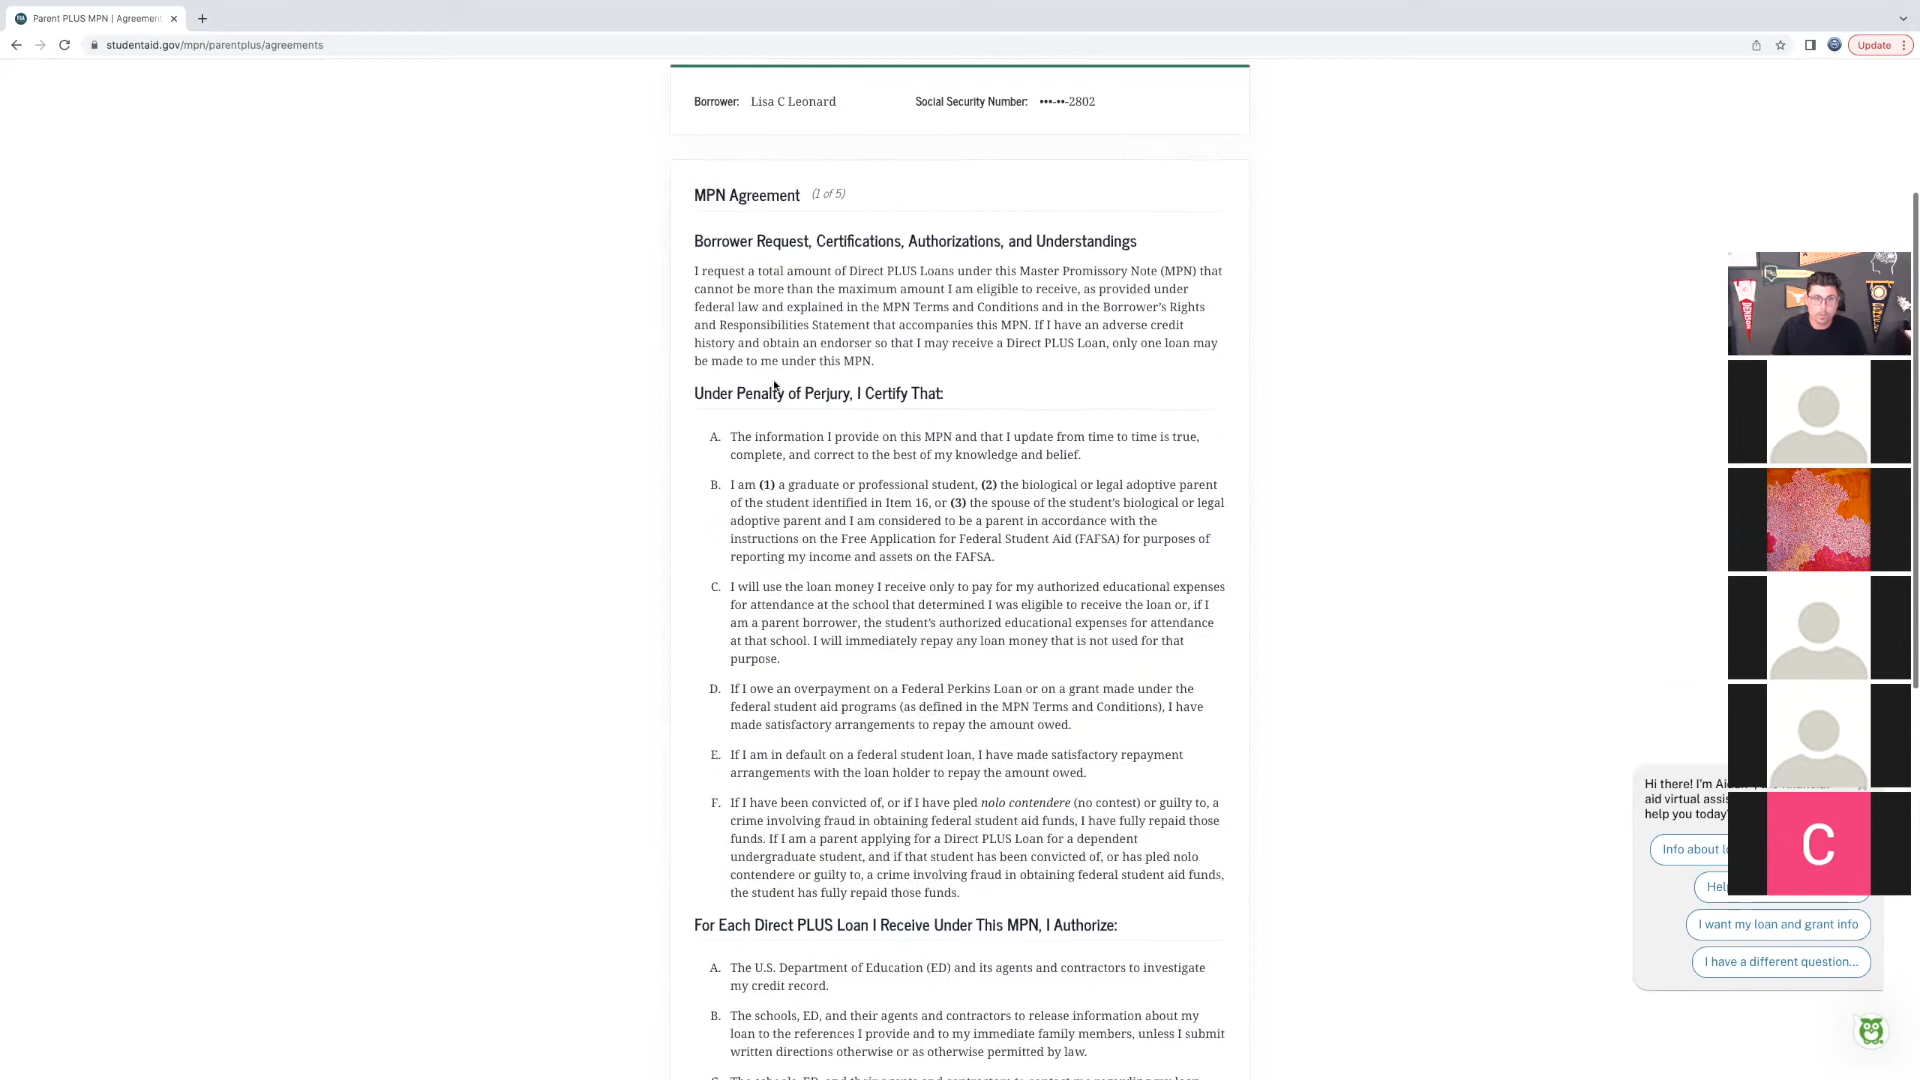 Parent PLUS MPN | Agreement
studentaid.gov/mpn/parentplus/agreements
Update
Borrower: Lisa C Leonard Social Security Number: •••-••-2802
MPN Agreement (1 of 5)
Borrower Request, Certifications, Authorizations, and Understandings
I request a total amount of Direct PLUS Loans under this Master Promissory Note (MPN) that
cannot be more than the maximum amount I am eligible to receive, as provided under
federal law and explained in the MPN Terms and Conditions and in the Borrower's Rights
and Responsibilities Statement that accompanies this MPN. If I have an adverse credit
history and obtain an endorser so that I may receive a Direct PLUS Loan, only one loan may
be made to me under this MPN.
Under Penalty of Perjury, I Certify That:
A. The information I provide on this MPN and that I update from time to time is true,
complete, and correct to the best of my knowledge and belief.
B. I am (1) a graduate or professional student, (2) the biological or legal adoptive parent
of the student identified in Item 16, or (3) the spouse of the student's biological or legal
adoptive parent and I am considered to be a parent in accordance with the
instructions on the Free Application for Federal Student Aid (FAFSA) for purposes of
reporting my income and assets on the FAFSA.
C. I will use the loan money I receive only to pay for my authorized educational expenses
for attendance at the school that determined I was eligible to receive the loan or, if I
am a parent borrower, the student's authorized educational expenses for attendance
at that school. I will immediately repay any loan money that is not used for that
purpose.
D. If I owe an overpayment on a Federal Perkins Loan or on a grant made under the
federal student aid programs (as defined in the MPN Terms and Conditions), I have
made satisfactory arrangements to repay the amount owed.
E. If I am in default on a federal student loan, I have made satisfactory repayment
arrangements with the loan holder to repay the amount owed.
F. If I have been convicted of, or if I have pled nolo contendere (no contest) or guilty to, a
crime involving fraud in obtaining federal student aid funds, I have fully repaid those
funds. If I am a parent applying for a Direct PLUS Loan for a dependent
undergraduate student, and if that student has been convicted of, or has pled nolo
contendere or guilty to, a crime involving fraud in obtaining federal student aid funds,
the student has fully repaid those funds.
For Each Direct PLUS Loan I Receive Under This MPN, I Authorize:
A. The U.S. Department of Education (ED) and its agents and contractors to investigate
my credit record.
B. The schools, ED, and their agents and contractors to release information about my
loan to the references I provide and to my immediate family members, unless I submit
written directions otherwise or as otherwise permitted by law.
DENISON
C
Hi there! I'm
aid virtual
help you today
Info about
I want my loan and grant info
I have a different question...